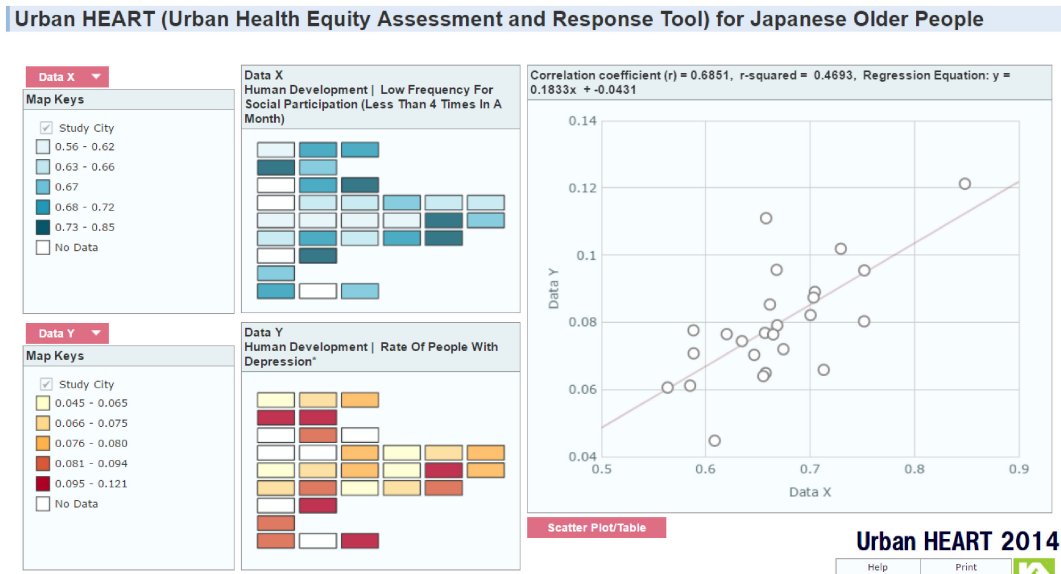 Urban HEART (Urban Health Equity Assessment and Response Tool) for Japanese Older People
Data X
Map Keys
Study City
0.56 - 0.62
0.63 - 0.66
0.67
0.68 - 0.72
0.73 - 0.85
No Data
Data X
Human Development | Low Frequency For
Social Participation (Less Than 4 Times In A
Month)
Correlation coefficient (r) = 0.6851, r-squared = 0.4693, Regression Equation: y =
0.1833x + -0.0431
0.14
0.12
0.1
0.08
0.06
0.04
Data Y
0.5
0.6
0.7
0.8
0.9
Data X
Data Y
Map Keys
Study City
0.045 - 0.065
0.066 - 0.075
0.076 - 0.080
0.081 - 0.094
0.095 - 0.121
No Data
Data Y
Human Development | Rate Of People With
Depression*
Scatter Plot/Table
Urban HEART 2014
Help
Print